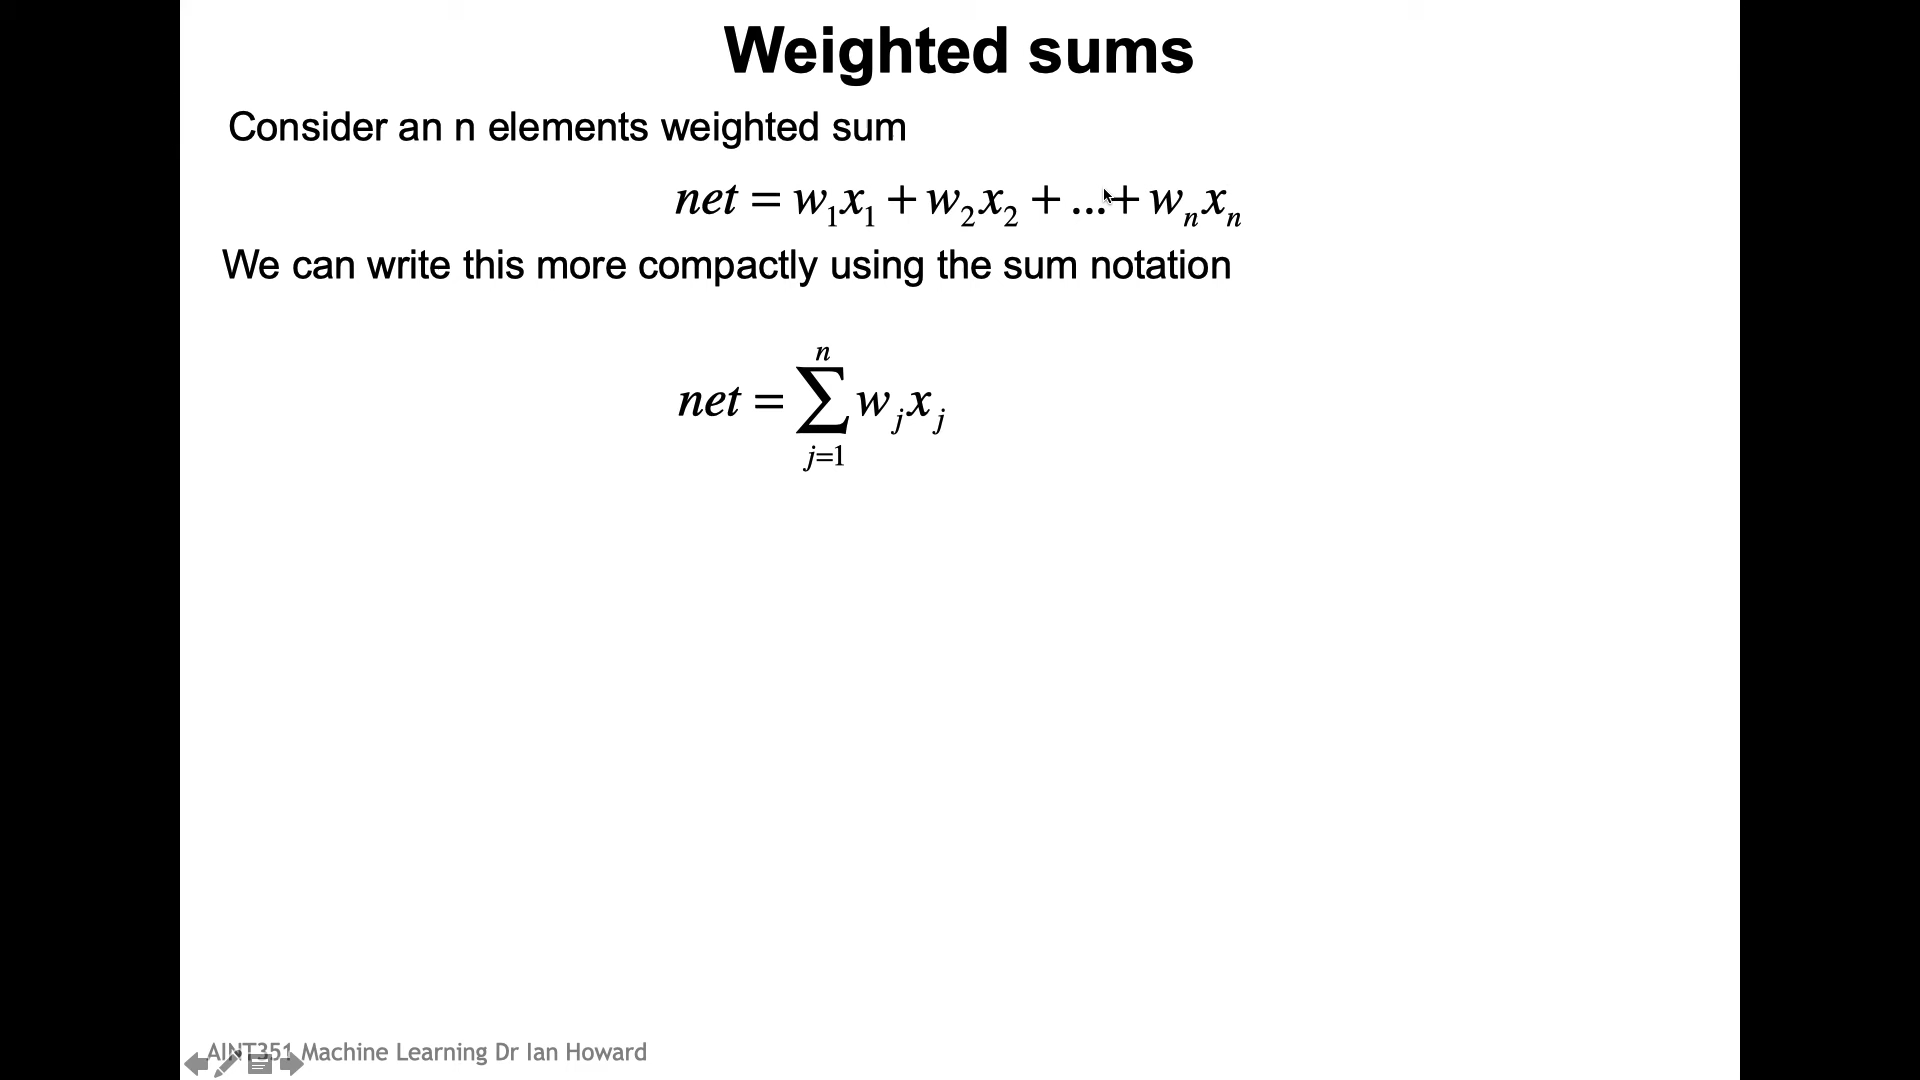 Weighted sums
Consider an n elements weighted sum
net = w₁x₁ + w₂x₂ + ...+ wₙxₙ
We can write this more compactly using the sum notation
n
net = ∑ wⱼxⱼ
j=1
AINT351 Machine Learning Dr Ian Howard